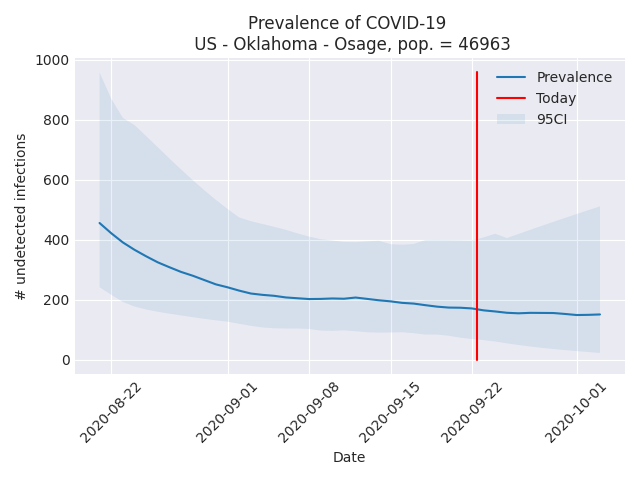 Prevalence of COVID-19
US - Oklahoma - Osage, pop. = 46963
1000
800
600
400
200
0
# undetected infections
Prevalence
Today
95CI
2020-08-22
2020-09-01
2020-09-08
2020-09-15
2020-09-22
2020-10-01
Date